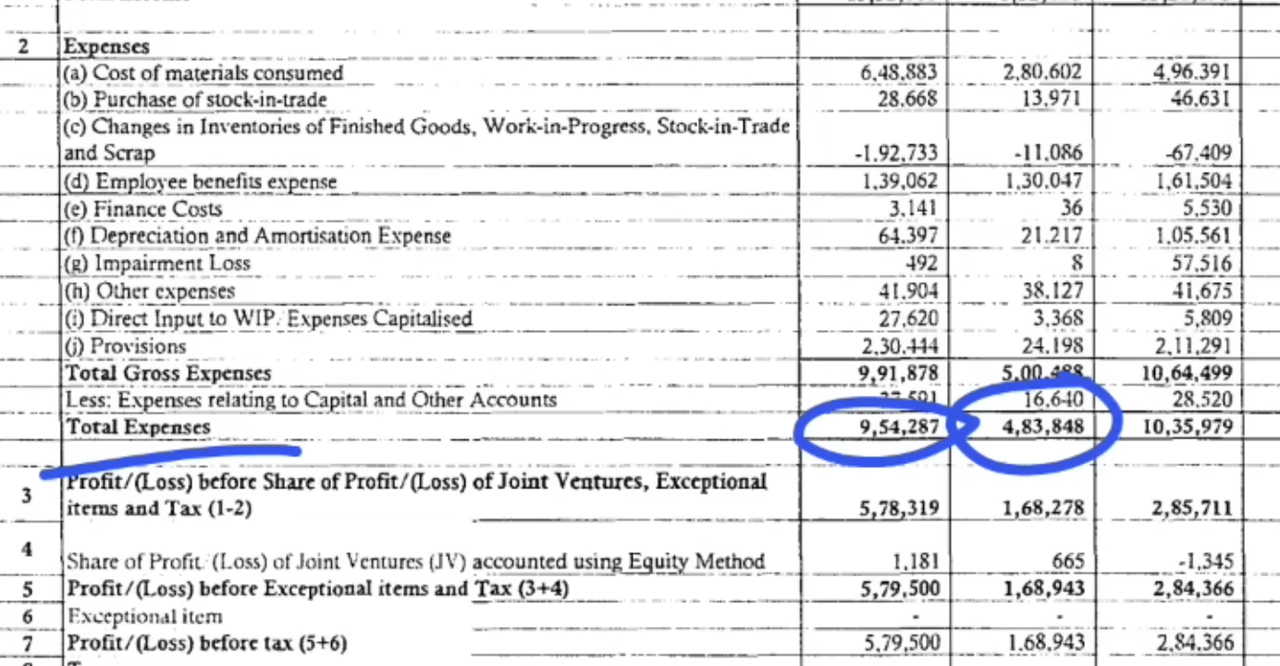 2 Expenses
(a) Cost of materials consumed 6,48,883 2,80,602 4,96,391
(b) Purchase of stock-in-trade 28,668 13,971 46,631
(c) Changes in Inventories of Finished Goods, Work-in-Progress, Stock-in-Trade
and Scrap -1,92,733 -11,086 -67,409
(d) Employee benefits expense 1,39,062 1,30,047 1,61,504
(e) Finance Costs 3,141 36 5,530
(f) Depreciation and Amortisation Expense 64,397 21,217 1,05,561
(g) Impairment Loss 492 8 57,516
(h) Other expenses 41,904 38,127 41,675
(i) Direct Input to WIP/ Expenses Capitalised 27,620 3,368 5,809
(j) Provisions 2,30,444 24,198 2,11,291
Total Gross Expenses 9,91,878 5,00,488 10,64,499
Less: Expenses relating to Capital and Other Accounts 37,591 16,640 28,520
Total Expenses 9,54,287 4,83,848 10,35,979
3 Profit/(Loss) before Share of Profit/(Loss) of Joint Ventures, Exceptional
items and Tax (1-2) 5,78,319 1,68,278 2,85,711
4 Share of Profit/ (Loss) of Joint Ventures (JV) accounted using Equity Method 1,181 665 -1,345
5 Profit/(Loss) before Exceptional items and Tax (3+4) 5,79,500 1,68,943 2,84,366
6 Exceptional item - - -
7 Profit/(Loss) before tax (5+6) 5,79,500 1,68,943 2,84,366